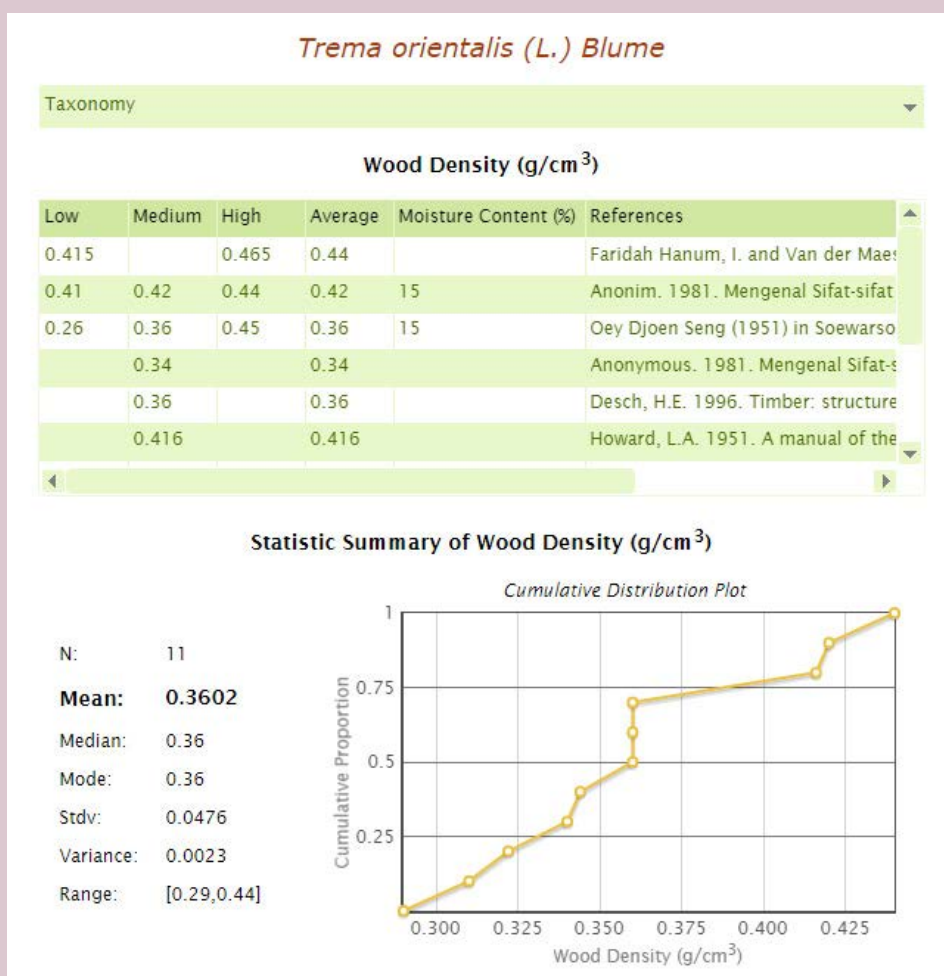 Trema orientalis (L.) Blume
Taxonomy
Wood Density (g/cm³)
Low Medium High Average Moisture Content (%) References
0.415 0.465 0.44 Faridah Hanum, I. and Van der Maes
0.41 0.42 0.44 0.42 15 Anonim. 1981. Mengenal Sifat-sifat
0.26 0.36 0.45 0.36 15 Oey Djoen Seng (1951) in Soewarso
0.34 0.34 Anonymous. 1981. Mengenal Sifat-s
0.36 0.36 Desch, H.E. 1996. Timber: structure
0.416 0.416 Howard, L.A. 1951. A manual of the
Statistic Summary of Wood Density (g/cm³)
Cumulative Distribution Plot
N: 11
Mean: 0.3602
Median: 0.36
Mode: 0.36
Stdv: 0.0476
Variance: 0.0023
Range: [0.29,0.44]
Cumulative Proportion
1
0.75
0.5
0.25
0.300 0.325 0.350 0.375 0.400 0.425
Wood Density (g/cm³)